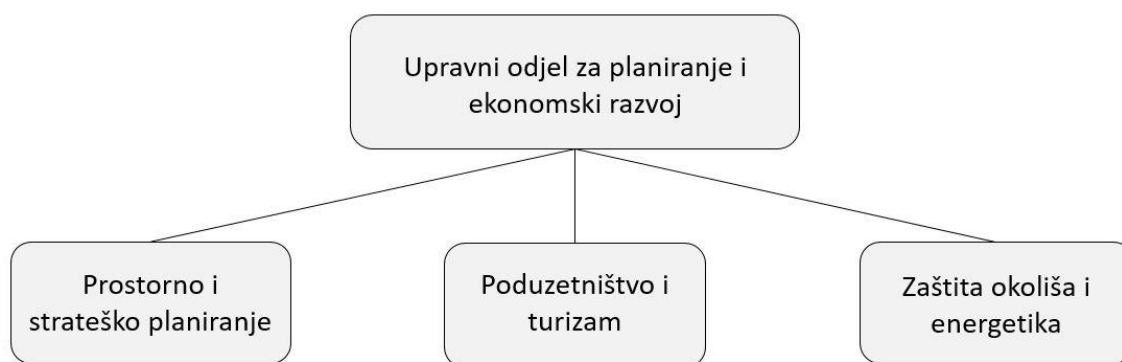 Upravni odjel za planiranje i
ekonomski razvoj
Prostorno i
strateško planiranje
Poduzetništvo i
turizam
Zaštita okoliša i
energetika